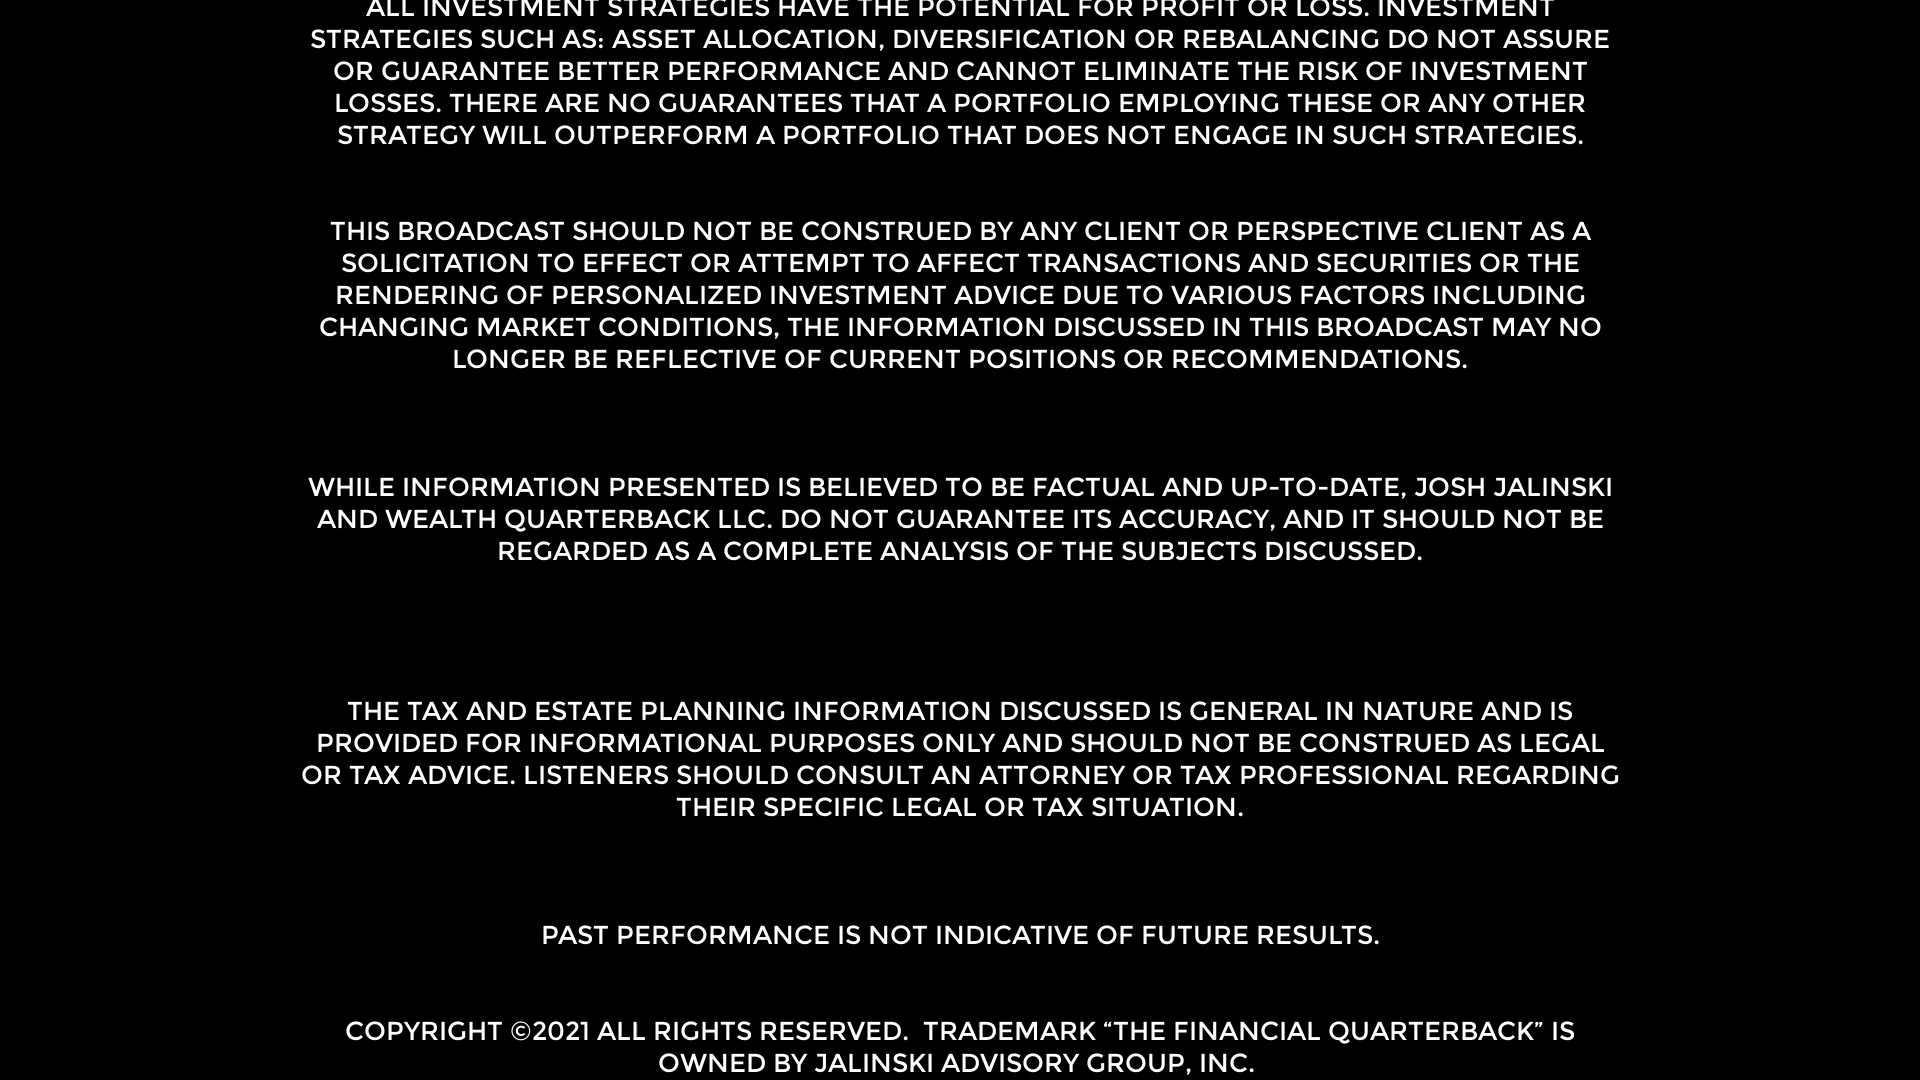 ALL INVESTMENT STRATEGIES HAVE THE POTENTIAL FOR PROFIT OR LOSS. INVESTMENT
STRATEGIES SUCH AS: ASSET ALLOCATION, DIVERSIFICATION OR REBALANCING DO NOT ASSURE
OR GUARANTEE BETTER PERFORMANCE AND CANNOT ELIMINATE THE RISK OF INVESTMENT
LOSSES. THERE ARE NO GUARANTEES THAT A PORTFOLIO EMPLOYING THESE OR ANY OTHER
STRATEGY WILL OUTPERFORM A PORTFOLIO THAT DOES NOT ENGAGE IN SUCH STRATEGIES.
THIS BROADCAST SHOULD NOT BE CONSTRUED BY ANY CLIENT OR PERSPECTIVE CLIENT AS A
SOLICITATION TO EFFECT OR ATTEMPT TO AFFECT TRANSACTIONS AND SECURITIES OR THE
RENDERING OF PERSONALIZED INVESTMENT ADVICE DUE TO VARIOUS FACTORS INCLUDING
CHANGING MARKET CONDITIONS, THE INFORMATION DISCUSSED IN THIS BROADCAST MAY NO
LONGER BE REFLECTIVE OF CURRENT POSITIONS OR RECOMMENDATIONS.
WHILE INFORMATION PRESENTED IS BELIEVED TO BE FACTUAL AND UP-TO-DATE, JOSH JALINSKI
AND WEALTH QUARTERBACK LLC. DO NOT GUARANTEE ITS ACCURACY, AND IT SHOULD NOT BE
REGARDED AS A COMPLETE ANALYSIS OF THE SUBJECTS DISCUSSED.
THE TAX AND ESTATE PLANNING INFORMATION DISCUSSED IS GENERAL IN NATURE AND IS
PROVIDED FOR INFORMATIONAL PURPOSES ONLY AND SHOULD NOT BE CONSTRUED AS LEGAL
OR TAX ADVICE. LISTENERS SHOULD CONSULT AN ATTORNEY OR TAX PROFESSIONAL REGARDING
THEIR SPECIFIC LEGAL OR TAX SITUATION.
PAST PERFORMANCE IS NOT INDICATIVE OF FUTURE RESULTS.
COPYRIGHT ©2021 ALL RIGHTS RESERVED.  TRADEMARK “THE FINANCIAL QUARTERBACK” IS
OWNED BY JALINSKI ADVISORY GROUP, INC.